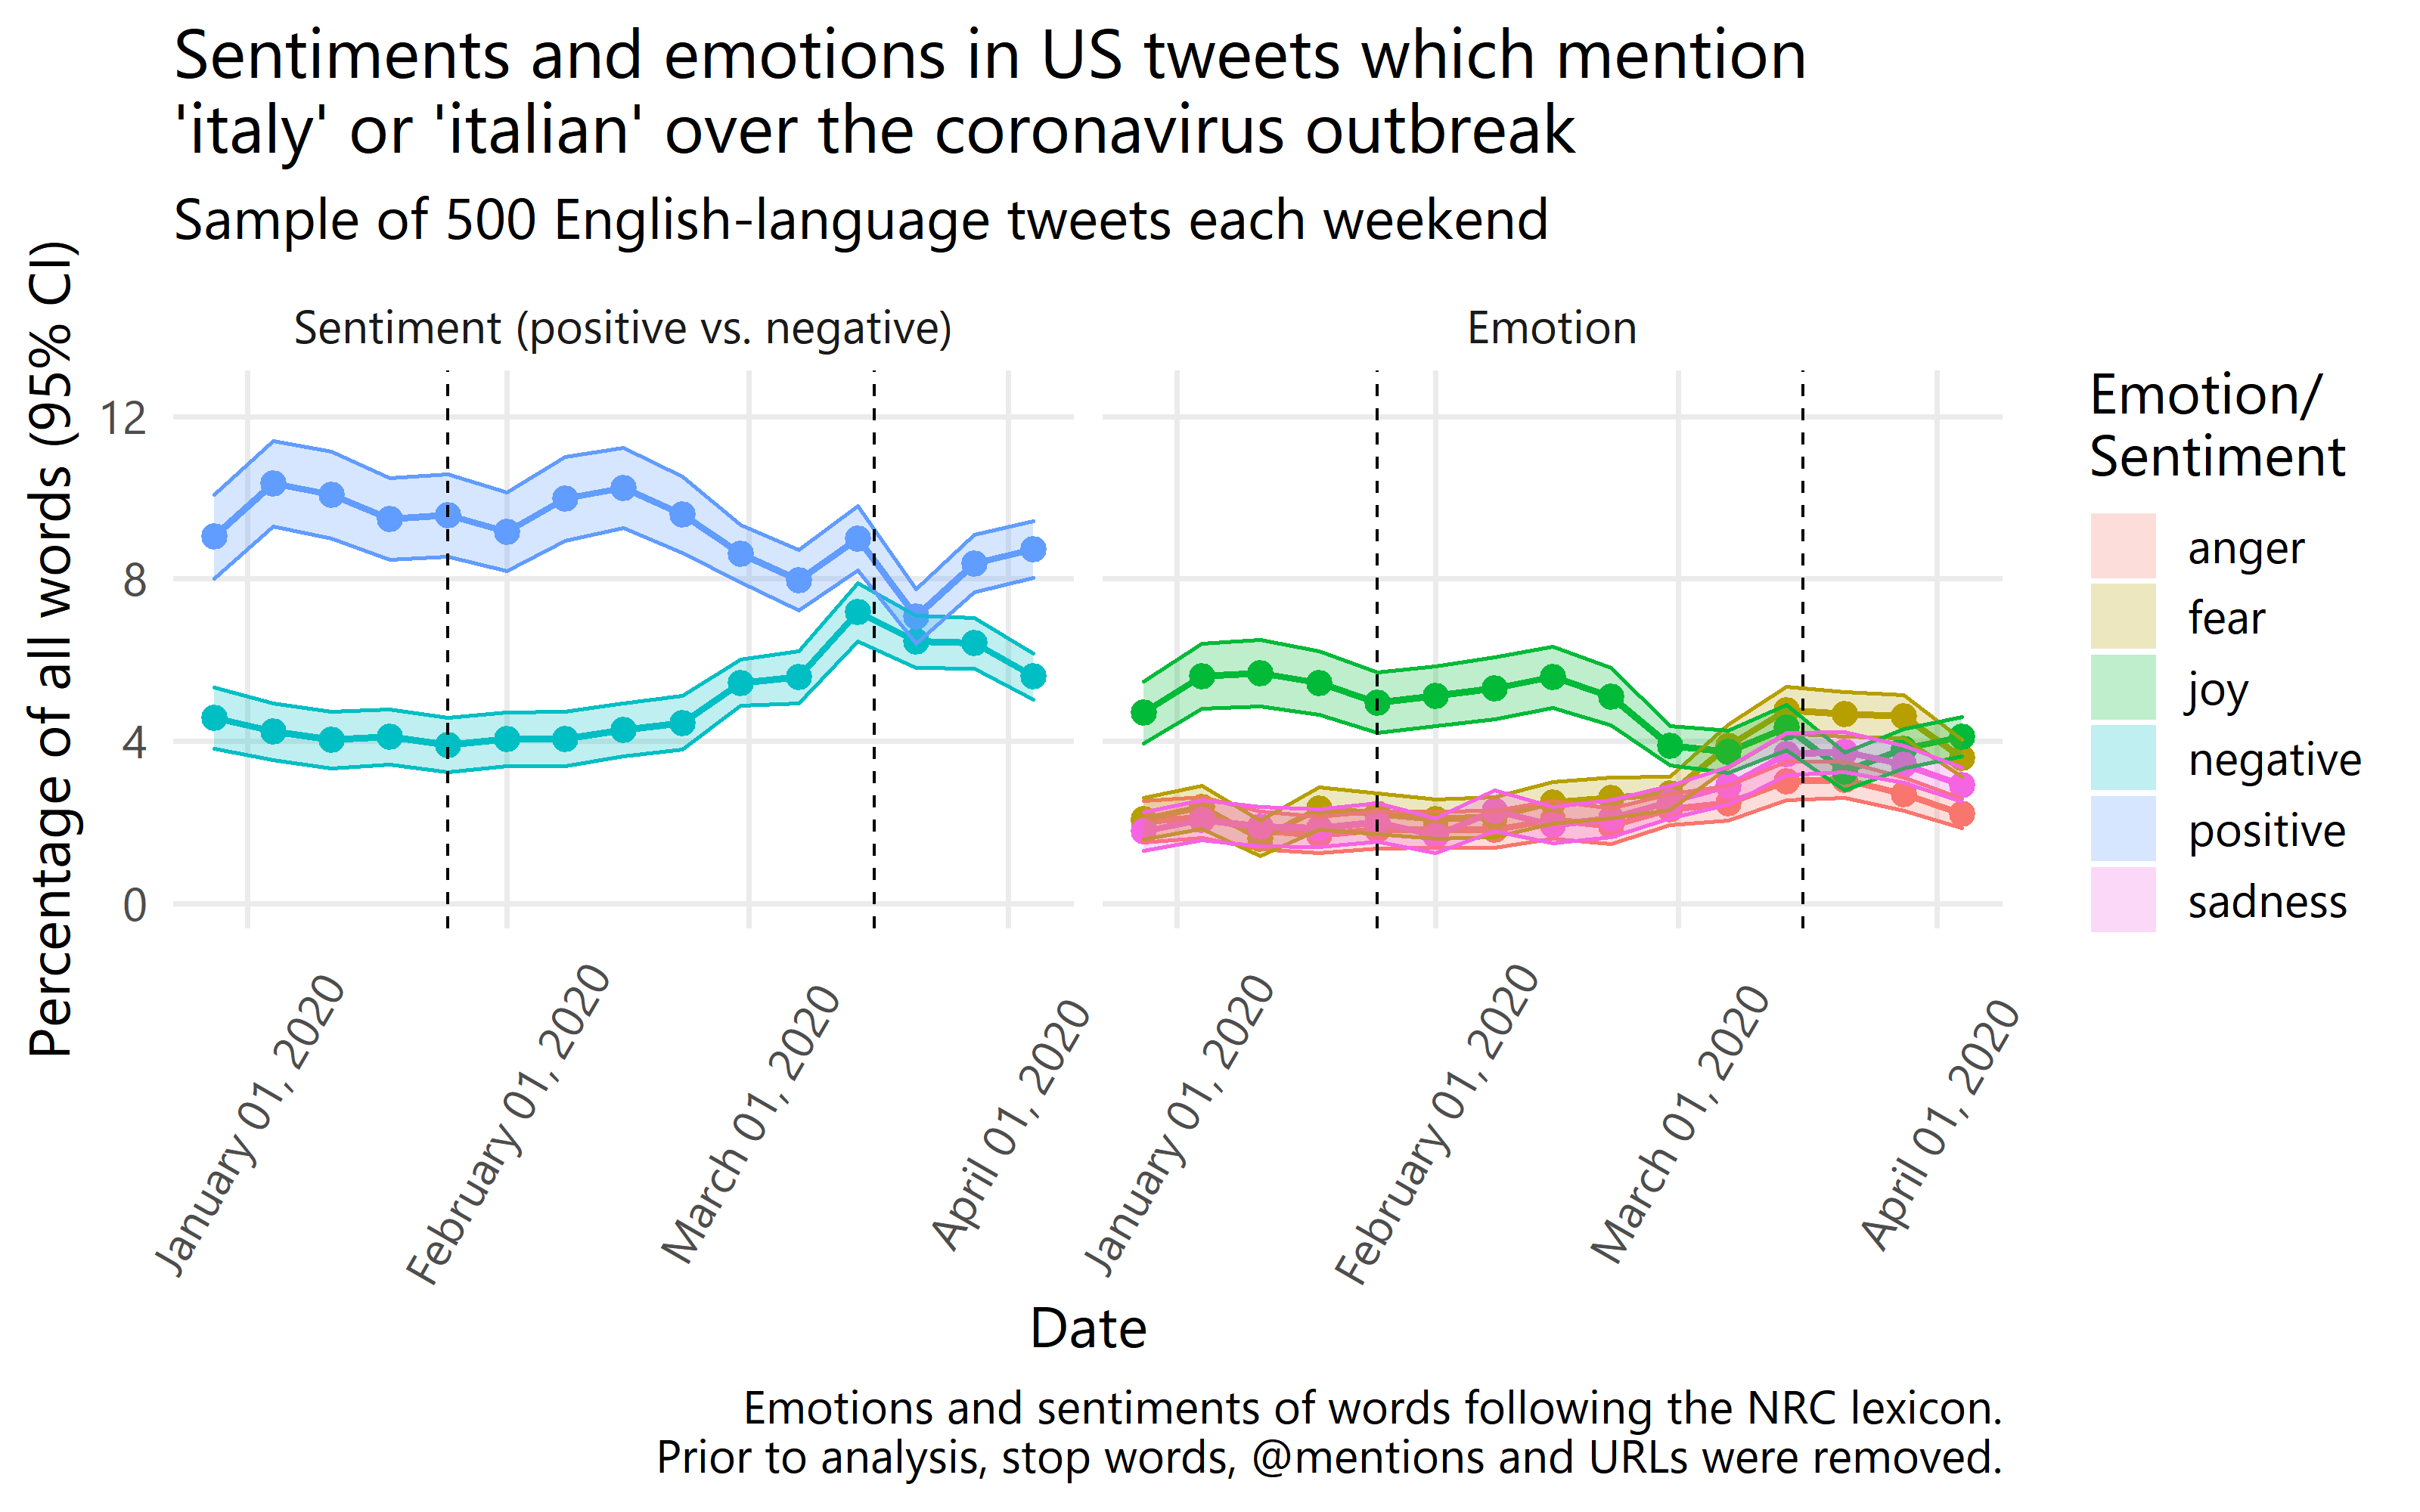 Sentiments and emotions in US tweets which mention
'italy' or 'italian' over the coronavirus outbreak
Sample of 500 English-language tweets each weekend
Percentage of all words (95% CI)
Sentiment (positive vs. negative)
Emotion
12
8
4
0
January 01, 2020
February 01, 2020
March 01, 2020
April 01, 2020
January 01, 2020
February 01, 2020
March 01, 2020
April 01, 2020
Date
Emotion/
Sentiment
anger
fear
joy
negative
positive
sadness
Emotions and sentiments of words following the NRC lexicon.
Prior to analysis, stop words, @mentions and URLs were removed.